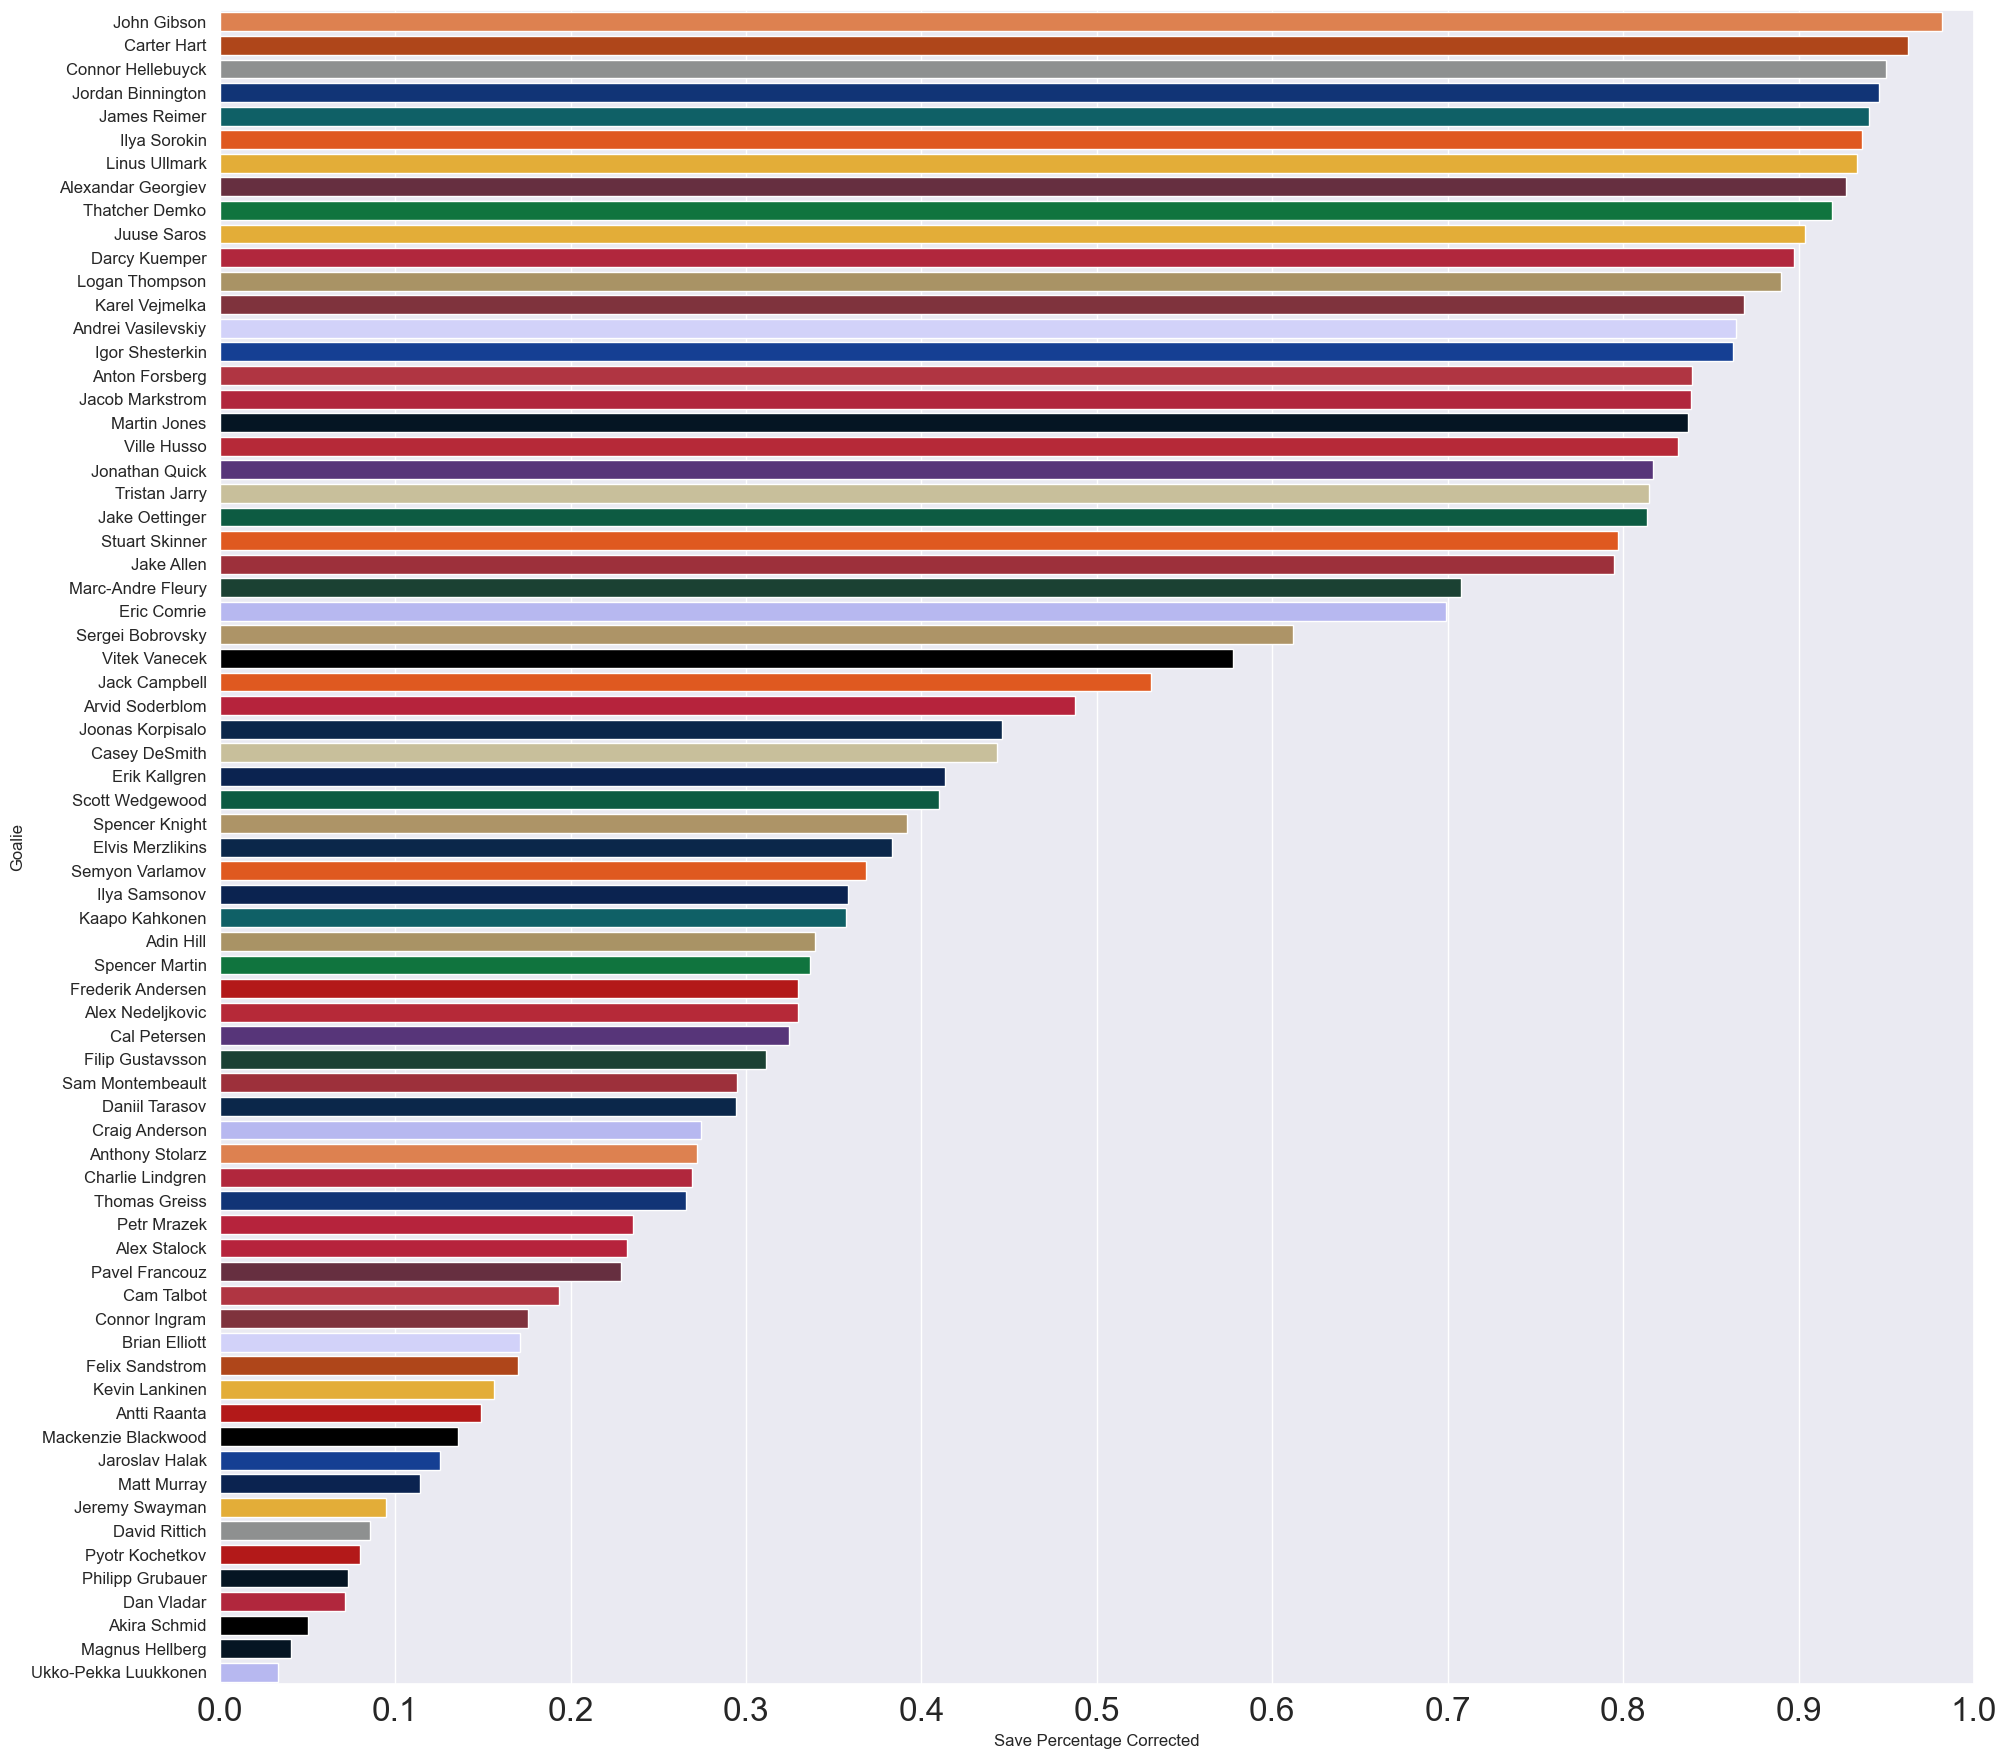 John Gibson
Carter Hart
Connor Hellebuyck
Jordan Binnington
James Reimer
Ilya Sorokin
Linus Ullmark
Alexandar Georgiev
Thatcher Demko
Juuse Saros
Darcy Kuemper
Logan Thompson
Karel Vejmelka
Andrei Vasilevskiy
Igor Shesterkin
Anton Forsberg
Jacob Markstrom
Martin Jones
Ville Husso
Jonathan Quick
Tristan Jarry
Jake Oettinger
Stuart Skinner
Jake Allen
Marc-Andre Fleury
Eric Comrie
Sergei Bobrovsky
Vitek Vanecek
Jack Campbell
Arvid Soderblom
Joonas Korpisalo
Casey DeSmith
Erik Kallgren
Scott Wedgewood
Spencer Knight
Elvis Merzlikins
Semyon Varlamov
Ilya Samsonov
Kaapo Kahkonen
Adin Hill
Spencer Martin
Frederik Andersen
Alex Nedeljkovic
Cal Petersen
Filip Gustavsson
Sam Montembeault
Daniil Tarasov
Craig Anderson
Anthony Stolarz
Charlie Lindgren
Thomas Greiss
Petr Mrazek
Alex Stalock
Pavel Francouz
Cam Talbot
Connor Ingram
Brian Elliott
Felix Sandstrom
Kevin Lankinen
Antti Raanta
Mackenzie Blackwood
Jaroslav Halak
Matt Murray
Jeremy Swayman
David Rittich
Pyotr Kochetkov
Philipp Grubauer
Dan Vladar
Akira Schmid
Magnus Hellberg
Ukko-Pekka Luukkonen
Goalie
0.0 0.1 0.2 0.3 0.4 0.5 0.6 0.7 0.8 0.9 1.0
Save Percentage Corrected